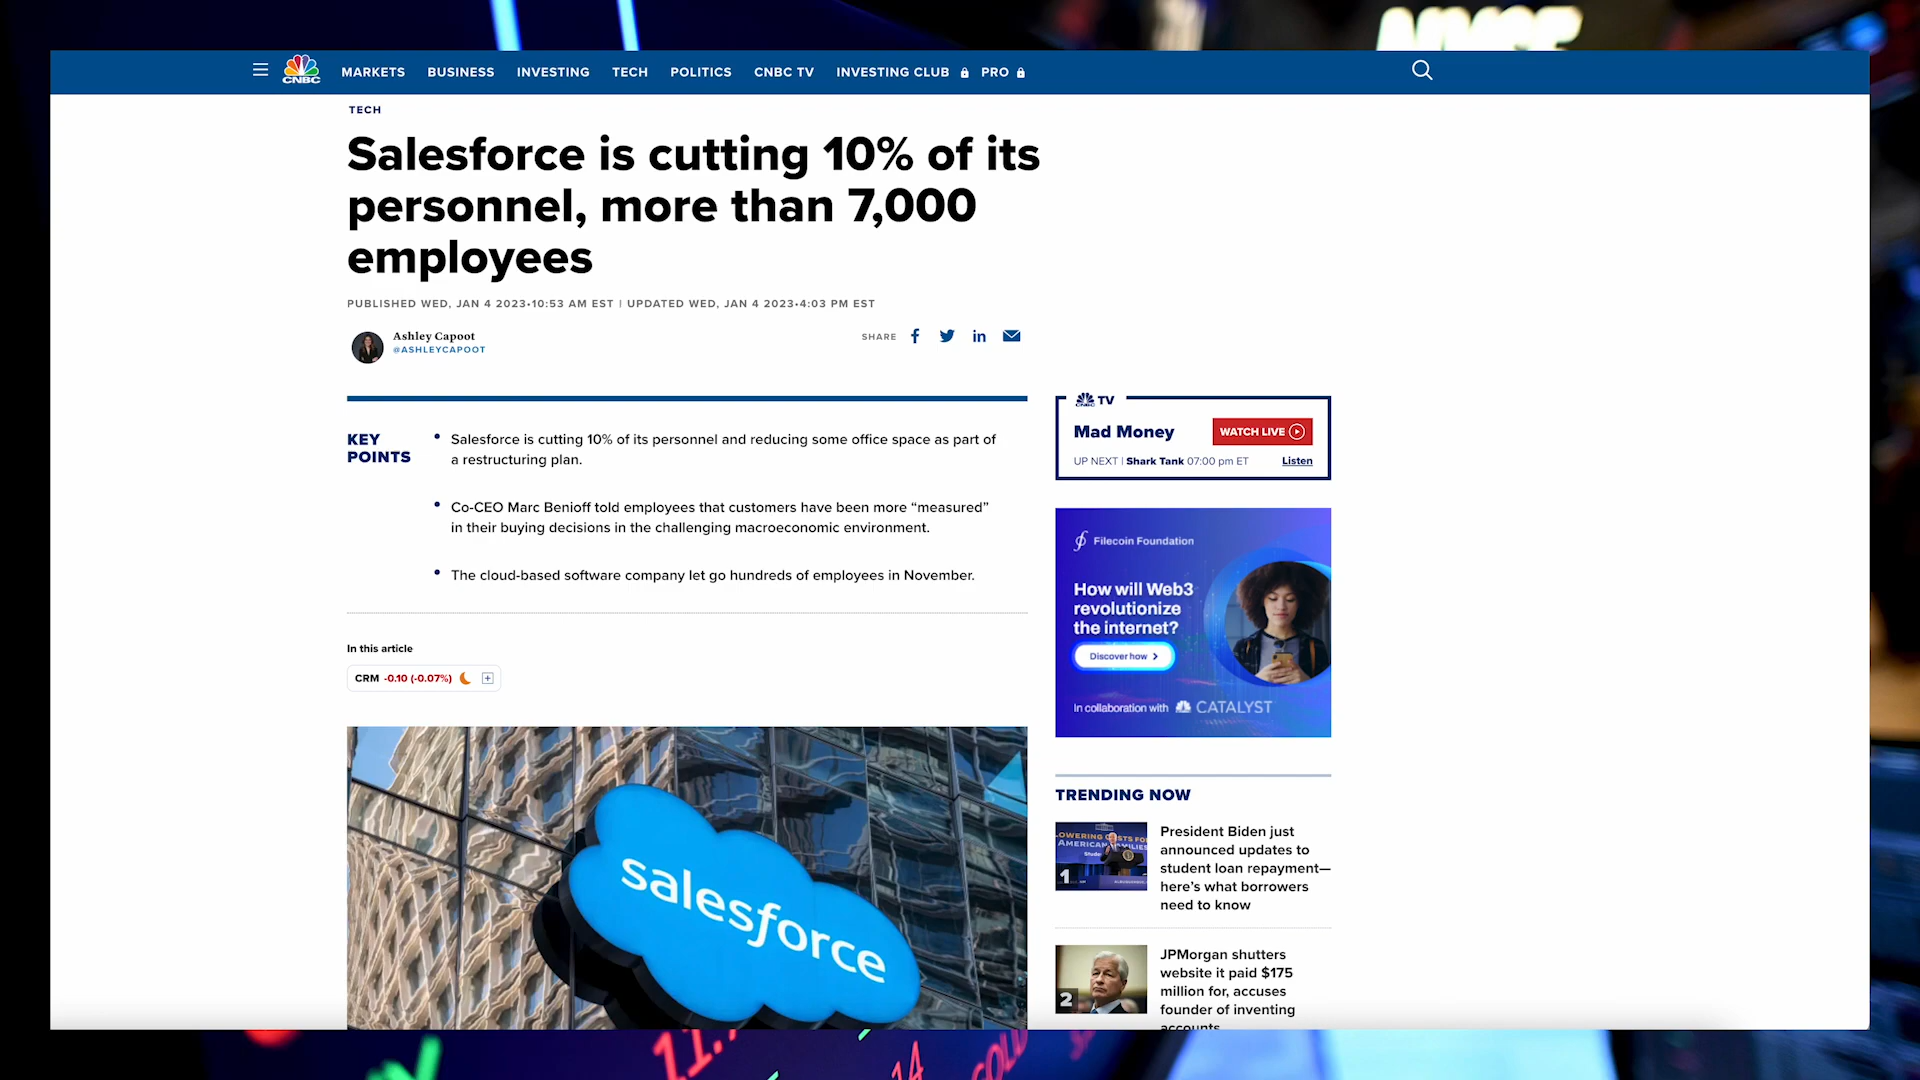 NYSE
CNBC
MARKETS BUSINESS INVESTING TECH POLITICS CNBC TV INVESTING CLUB PRO
TECH
Salesforce is cutting 10% of its
personnel, more than 7,000
employees
PUBLISHED WED, JAN 4 2023•10:53 AM EST | UPDATED WED, JAN 4 2023•4:03 PM EST
Ashley Capoot
@ASHLEYCAPOOT
SHARE
KEY
POINTS
• Salesforce is cutting 10% of its personnel and reducing some office space as part of
a restructuring plan.
• Co-CEO Marc Benioff told employees that customers have been more “measured”
in their buying decisions in the challenging macroeconomic environment.
• The cloud-based software company let go hundreds of employees in November.
In this article
CRM -0.10 (-0.07%)
salesforce
CNBC TV
Mad Money
WATCH LIVE
UP NEXT | Shark Tank 07:00 pm ET
Listen
Filecoin Foundation
How will Web3
revolutionize
the internet?
Discover how
In collaboration with CATALYST
TRENDING NOW
1
President Biden just
announced updates to
student loan repayment—
here’s what borrowers
need to know
2
JPMorgan shutters
website it paid $175
million for, accuses
founder of inventing
accounts
14
GOLD